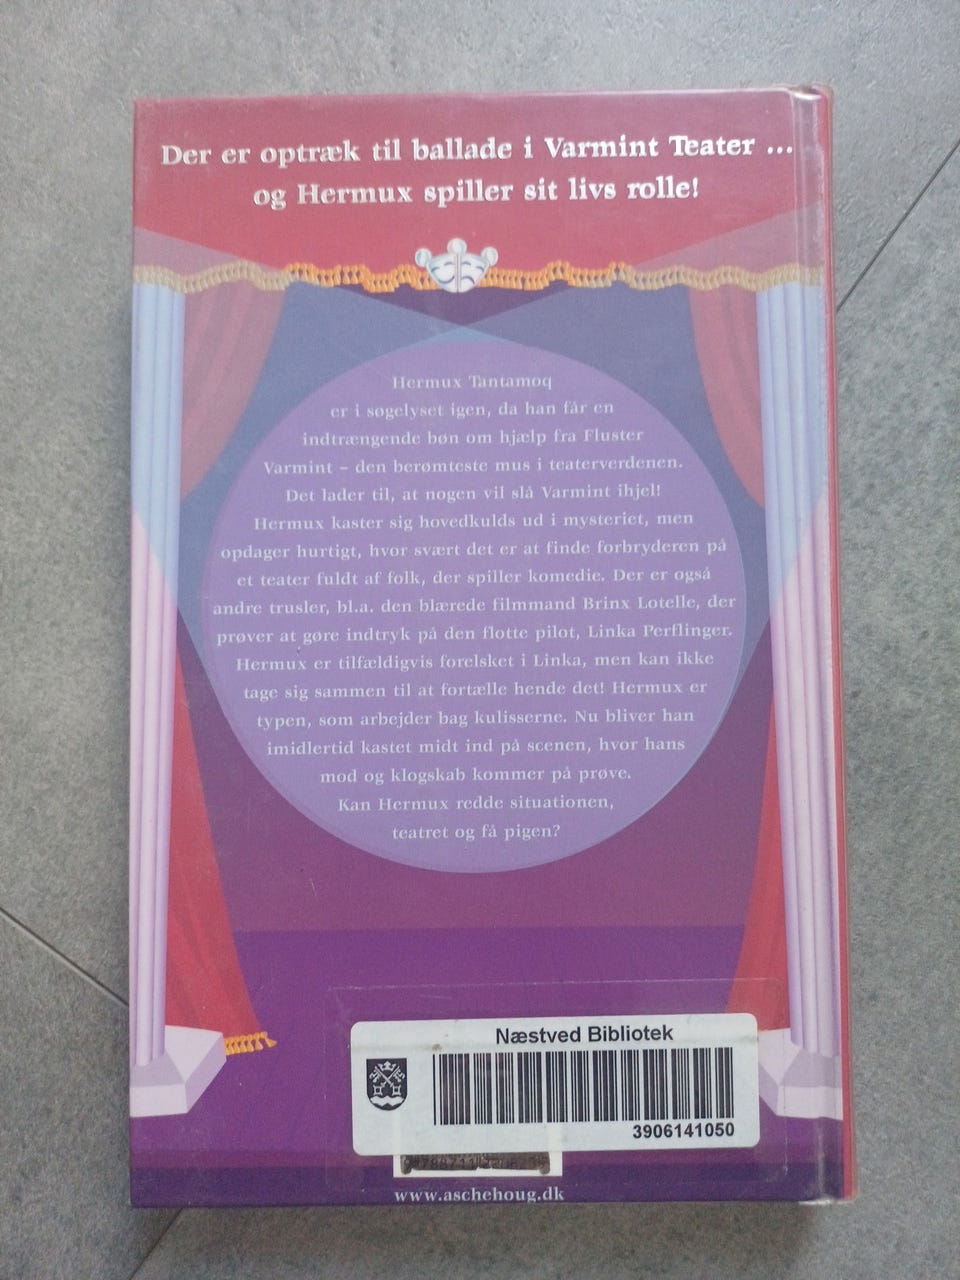 Der er optræk til ballade i Varmint Teater ...
og Hermux spiller sit livs rolle!
Hermux Tantamoq
er i søgelyset igen, da han får en
indtrængende bøn om hjælp fra Fluster
Varmint – den berømteste mus i teaterverdenen.
Det lader til, at nogen vil slå Varmint ihjel!
Hermux kaster sig hovedkulds ud i mysteriet, men
opdager hurtigt, hvor svært det er at finde forbryderen på
et teater fuldt af folk, der spiller komedie. Der er også
andre trusler, bl.a. den blærede filmmand Brinx Lotelle, der
prøver at gøre indtryk på den flotte pilot, Linka Perflinger.
Hermux er tilfældigvis forelsket i Linka, men kan ikke
tage sig sammen til at fortælle hende det! Hermux er
typen, som arbejder bag kulisserne. Nu bliver han
imidlertid kastet midt ind på scenen, hvor hans
mod og klogskab kommer på prøve.
Kan Hermux redde situationen,
teatret og få pigen?
Næstved Bibliotek
3906141050
www.aschehoug.dk